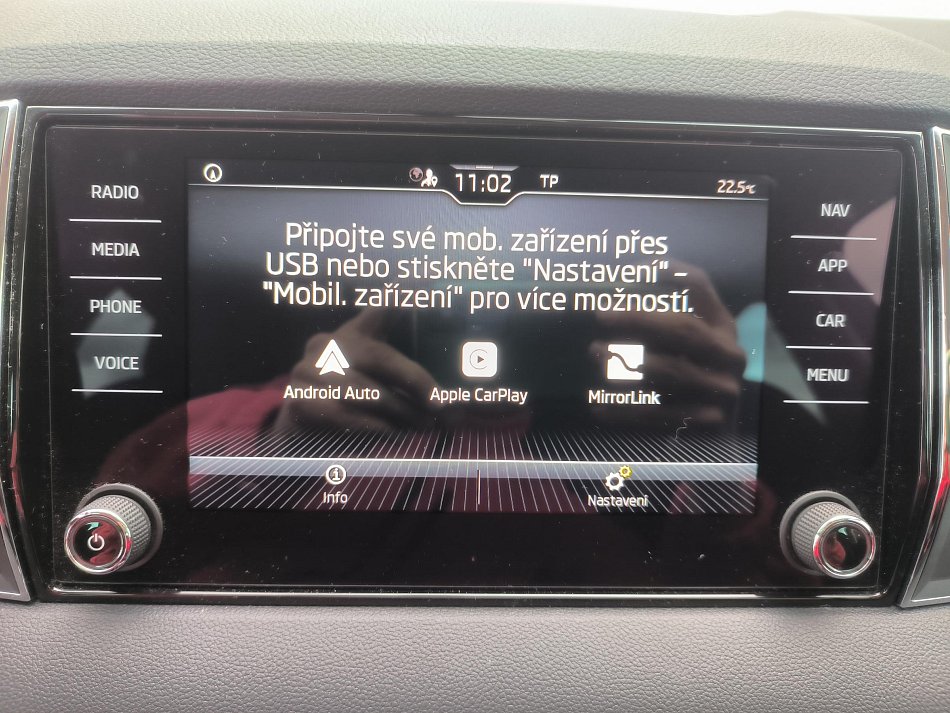 11:02 TP
22.5°C
RADIO
MEDIA
PHONE
VOICE
Připojte své mob. zařízení přes
USB nebo stiskněte "Nastavení" –
"Mobil. zařízení" pro více možností.
Android Auto
Apple CarPlay
MirrorLink
Info
Nastavení
NAV
APP
CAR
MENU